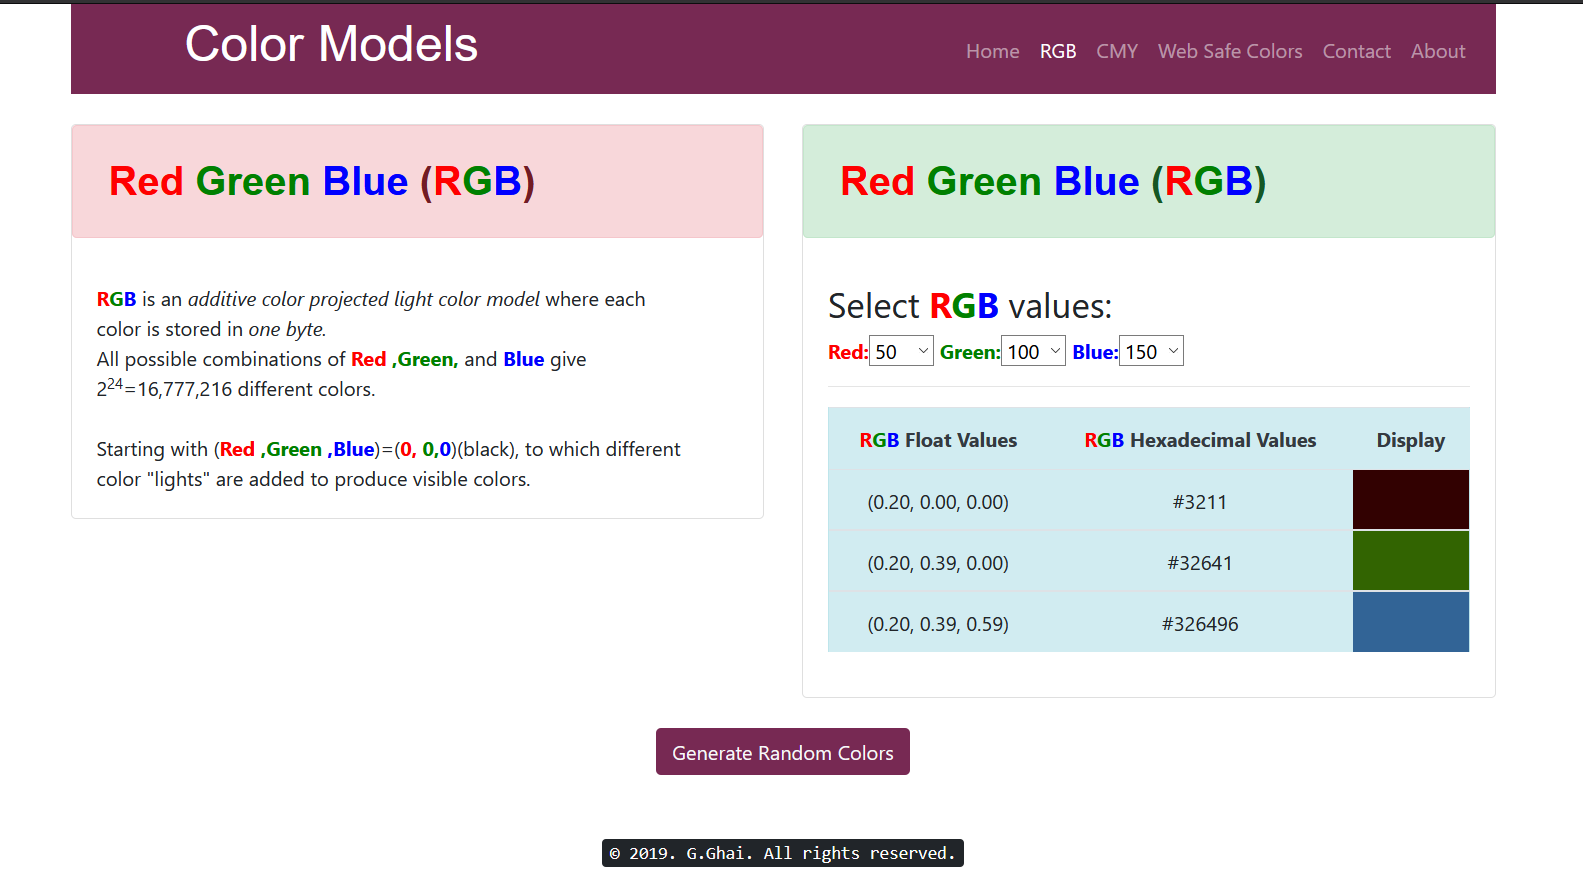 Color Models
Home RGB CMY Web Safe Colors Contact About
Red Green Blue (RGB)
RGB is an additive color projected light color model where each
color is stored in one byte.
All possible combinations of Red ,Green, and Blue give
2²⁴=16,777,216 different colors.
Starting with (Red ,Green ,Blue)=(0, 0,0)(black), to which different
color "lights" are added to produce visible colors.
Red Green Blue (RGB)
Select RGB values:
Red: 50 Green: 100 Blue: 150
RGB Float Values RGB Hexadecimal Values Display
(0.20, 0.00, 0.00) #3211
(0.20, 0.39, 0.00) #32641
(0.20, 0.39, 0.59) #326496
Generate Random Colors
© 2019. G.Ghai. All rights reserved.